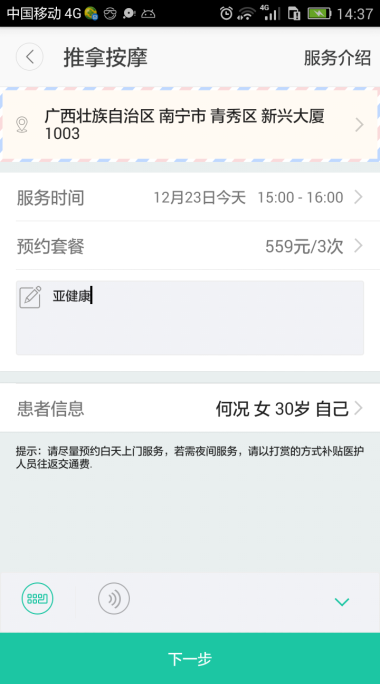 中国移动 4G 4G 14:37
推拿按摩 服务介绍
广西壮族自治区 南宁市 青秀区 新兴大厦
1003
服务时间 12月23日今天 15:00 - 16:00
预约套餐 559元/3次
亚健康
患者信息 何况 女 30岁 自己
提示：请尽量预约白天上门服务，若需夜间服务，请以打赏的方式补贴医护
人员往返交通费.
下一步